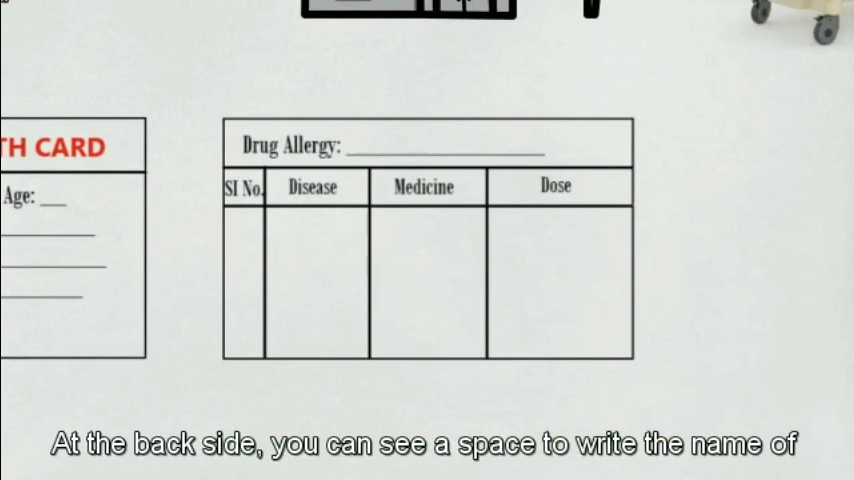 TH CARD
Age: ___
Drug Allergy: ____________________
SI No. Disease Medicine Dose
At the back side, you can see a space to write the name of